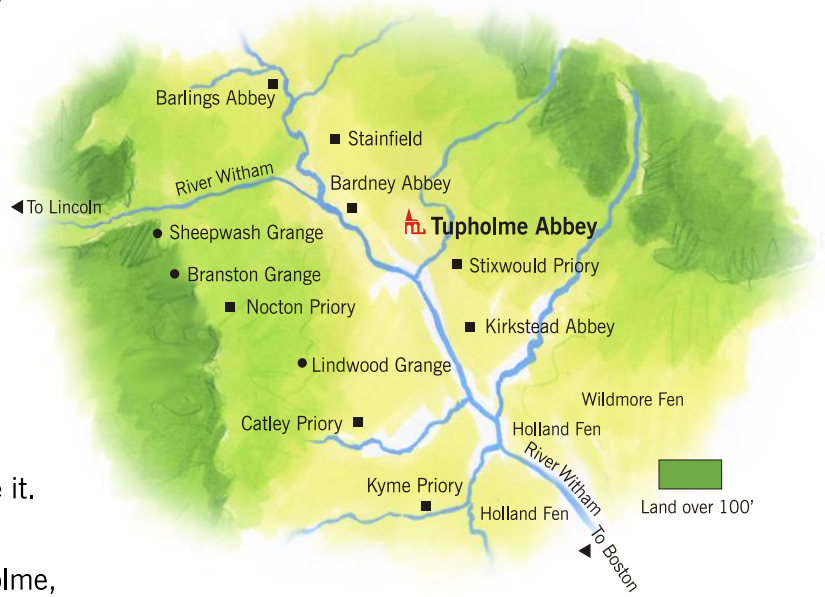 Barlings Abbey
Stainfield
River Witham
Bardney Abbey
To Lincoln
Tupholme Abbey
Sheepwash Grange
Stixwould Priory
Branston Grange
Nocton Priory
Kirkstead Abbey
Lindwood Grange
Wildmore Fen
Catley Priory
Holland Fen
River Witham
Kyme Priory
Land over 100’
Holland Fen
To Boston
it.